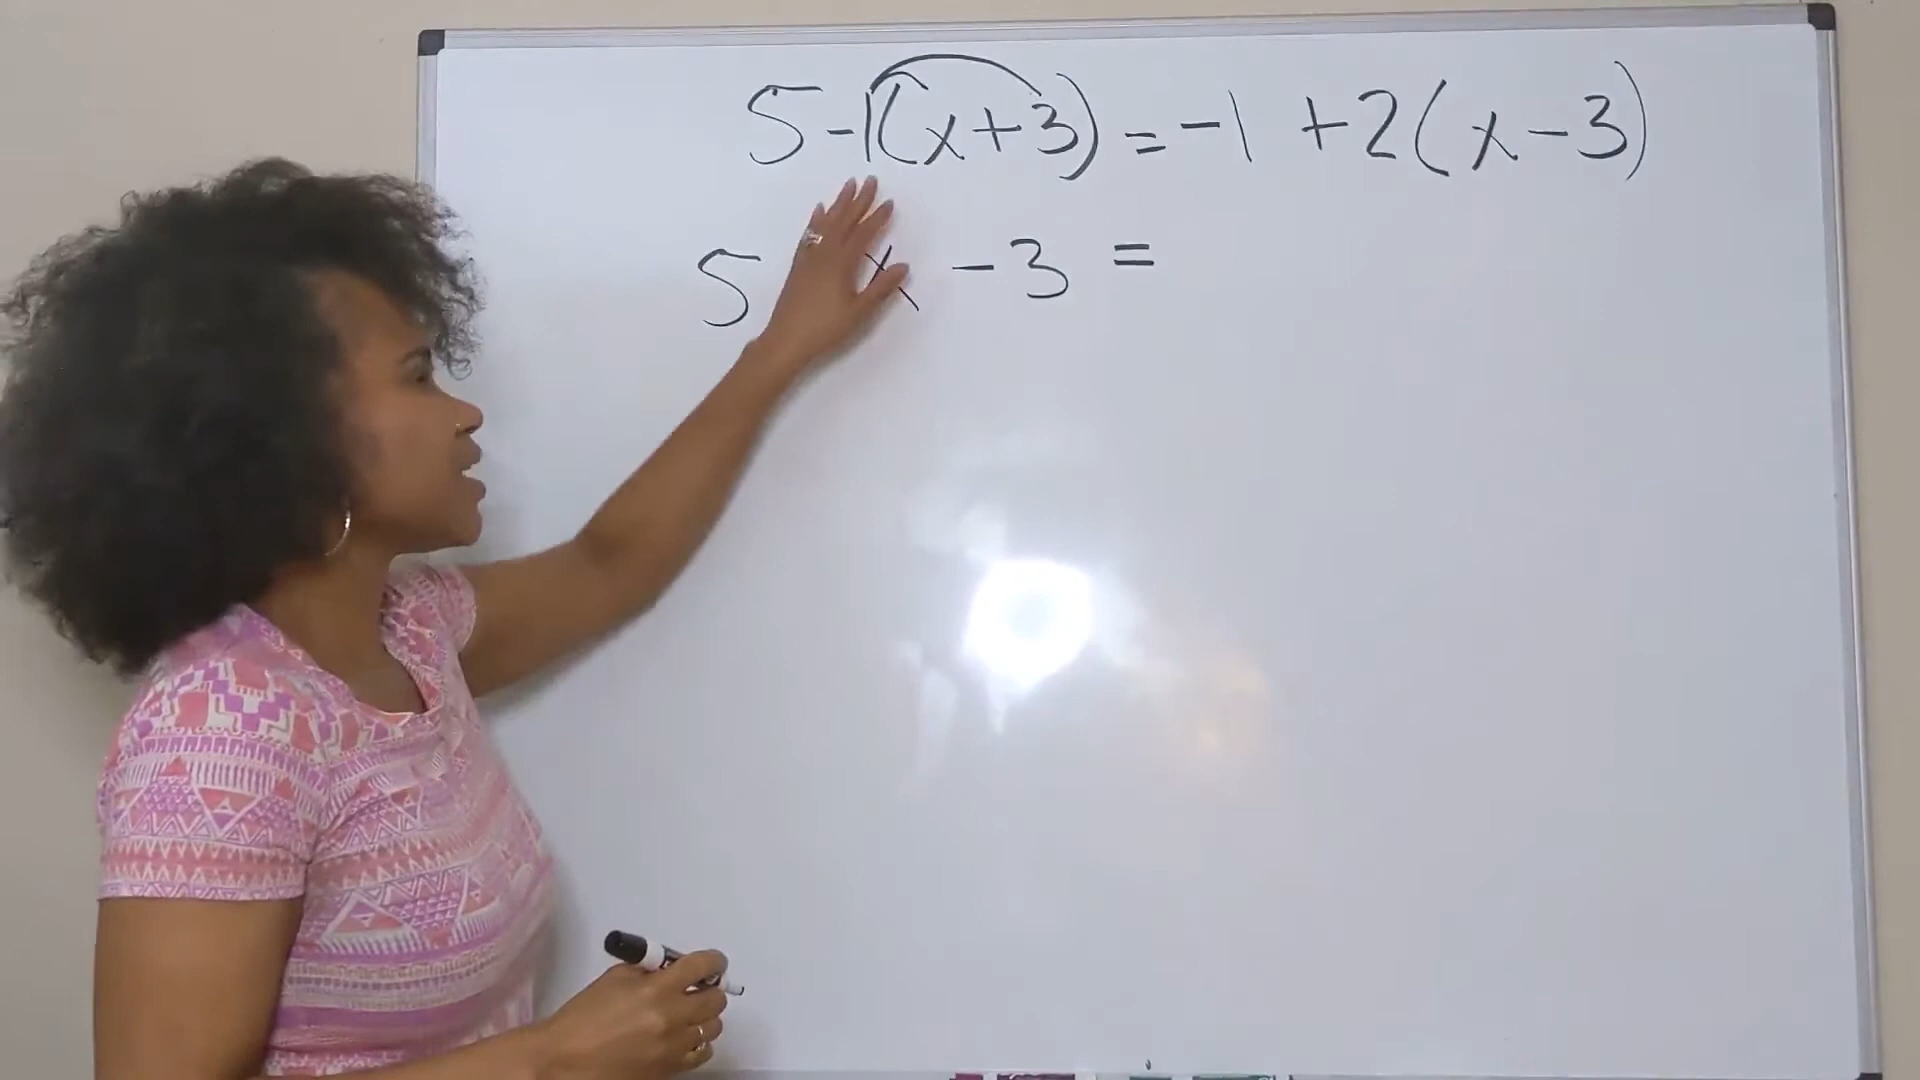 5-1(x+3)=-1 +2(x-3)
5 x -3 =